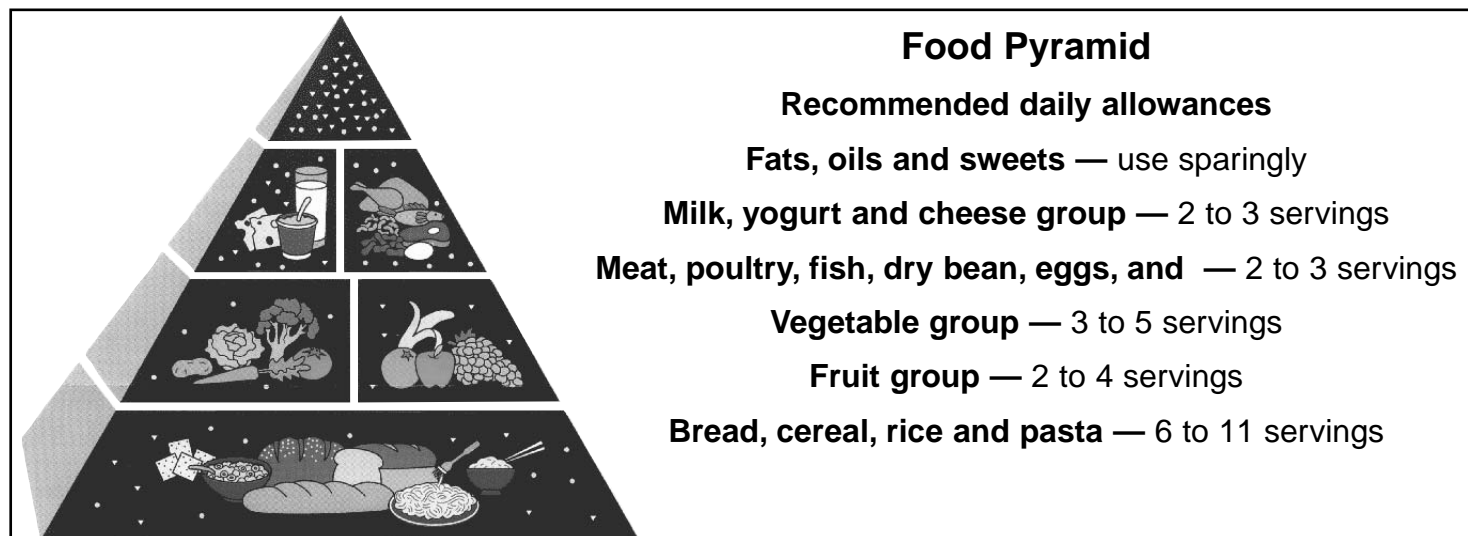 Food Pyramid
Recommended daily allowances
Fats, oils and sweets — use sparingly
Milk, yogurt and cheese group — 2 to 3 servings
Meat, poultry, fish, dry bean, eggs, and — 2 to 3 servings
Vegetable group — 3 to 5 servings
Fruit group — 2 to 4 servings
Bread, cereal, rice and pasta — 6 to 11 servings